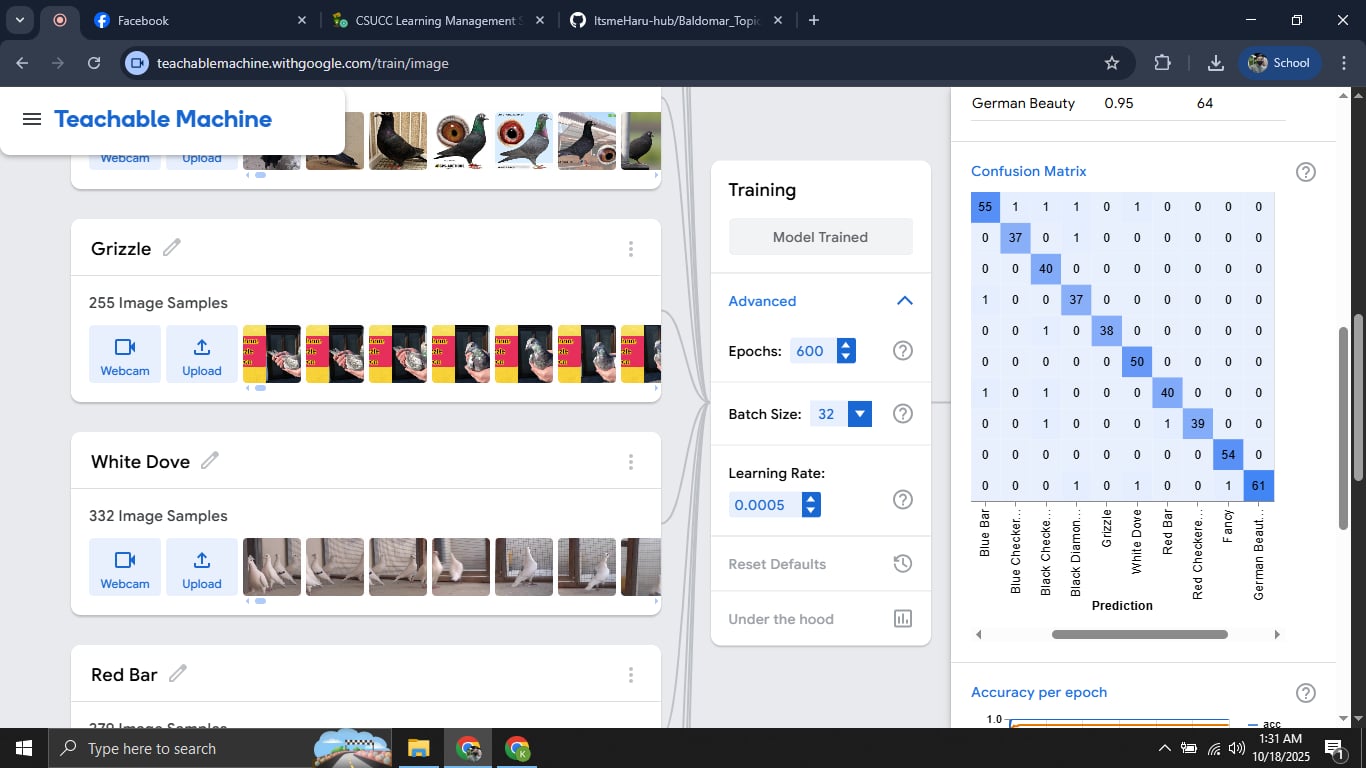 Facebook
CSUCC Learning Management S
ItsmeHaru-hub/Baldomar_Topic
teachablemachine.withgoogle.com/train/image
School
Teachable Machine
Webcam
Upload
Grizzle
255 Image Samples
Webcam
Upload
White Dove
332 Image Samples
Webcam
Upload
Red Bar
Training
Model Trained
Advanced
Epochs: 600
Batch Size: 32
Learning Rate:
0.0005
Reset Defaults
Under the hood
German Beauty 0.95 64
Confusion Matrix
55 1 1 1 0 1 0 0 0 0
0 37 0 1 0 0 0 0 0 0
0 0 40 0 0 0 0 0 0 0
1 0 0 37 0 0 0 0 0 0
0 0 1 0 38 0 0 0 0 0
0 0 0 0 0 50 0 0 0 0
1 0 1 0 0 0 40 0 0 0
0 0 1 0 0 0 1 39 0 0
0 0 0 0 0 0 0 0 54 0
0 0 0 1 0 1 0 0 1 61
Blue Bar
Blue Checker...
Black Checke...
Black Diamon...
Grizzle
White Dove
Red Bar
Red Checkere...
Fancy
German Beaut...
Prediction
Accuracy per epoch
1.0
acc
Type here to search
1:31 AM
10/18/2025
1